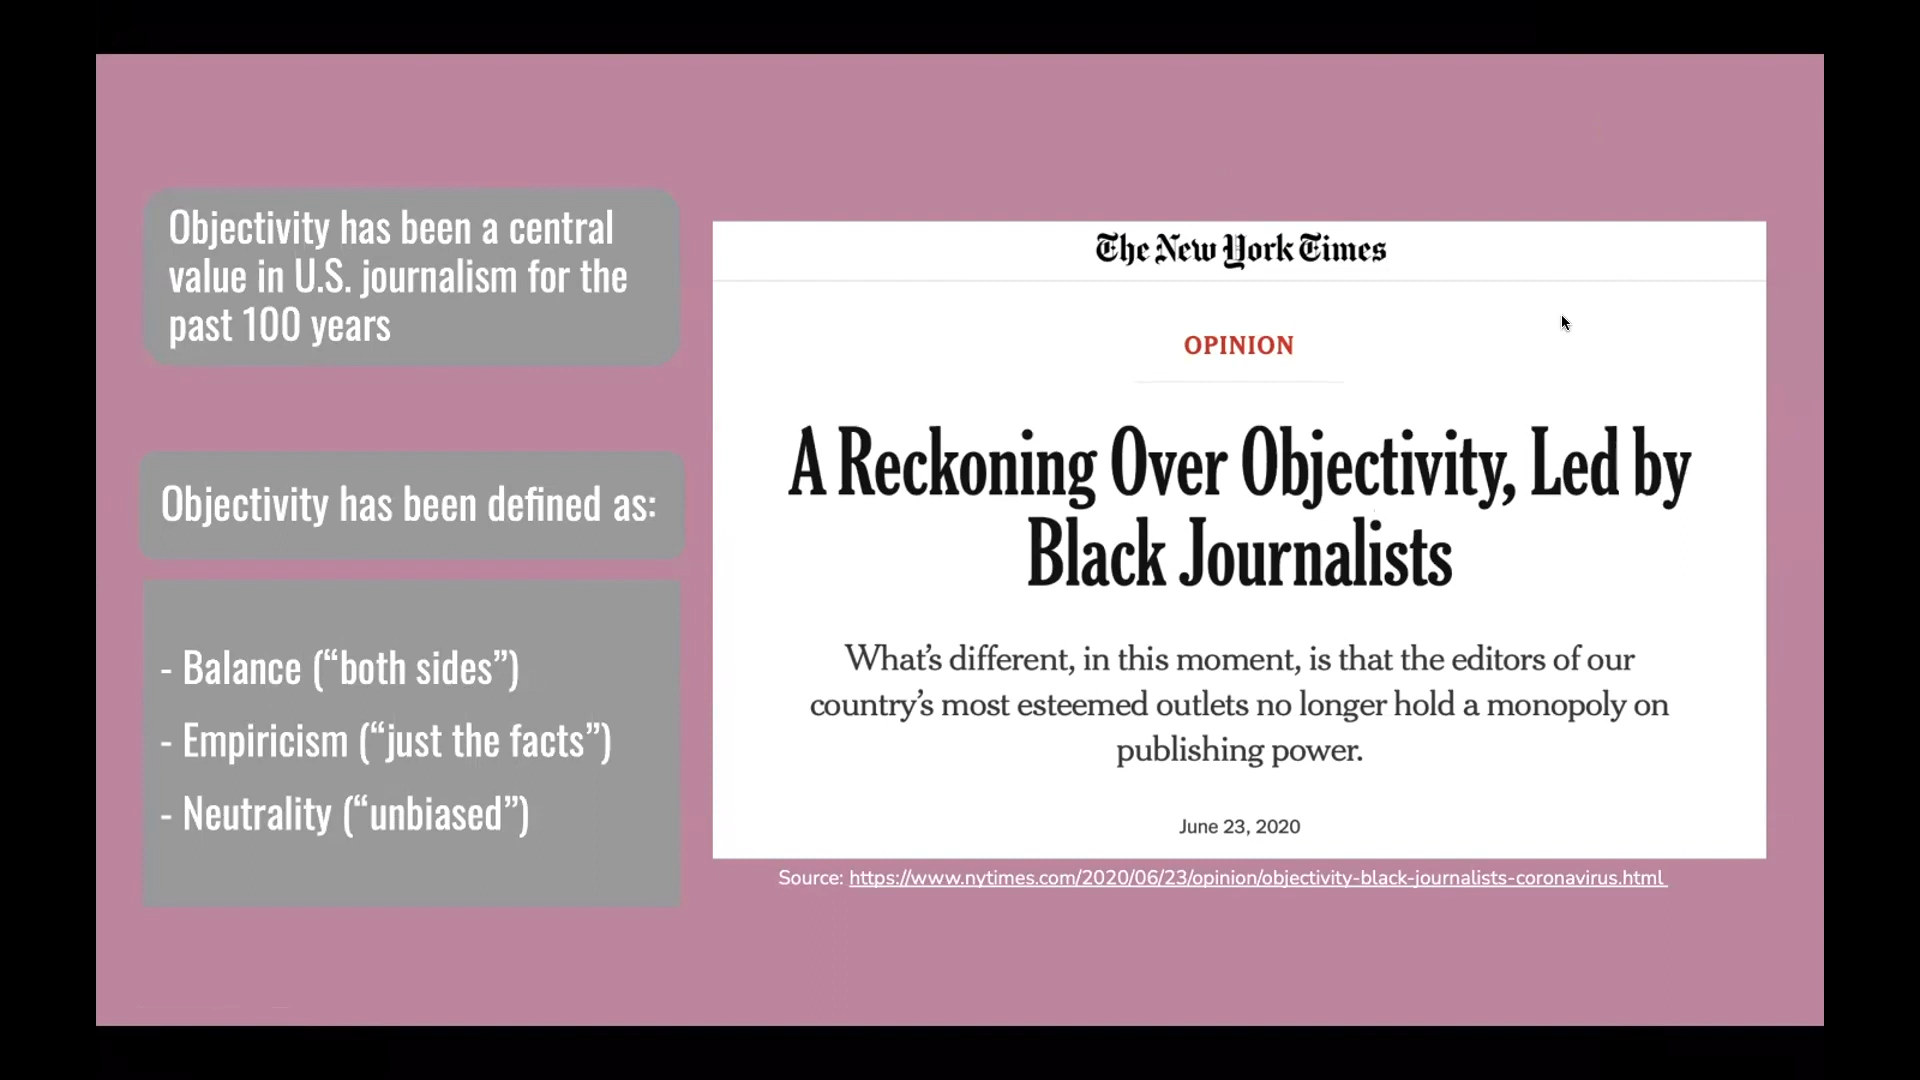 Objectivity has been a central
value in U.S. journalism for the
past 100 years
Objectivity has been defined as:
- Balance (“both sides”)
- Empiricism (“just the facts”)
- Neutrality (“unbiased”)
The New York Times
OPINION
A Reckoning Over Objectivity, Led by
Black Journalists
What’s different, in this moment, is that the editors of our
country’s most esteemed outlets no longer hold a monopoly on
publishing power.
June 23, 2020
Source: https://www.nytimes.com/2020/06/23/opinion/objectivity-black-journalists-coronavirus.html